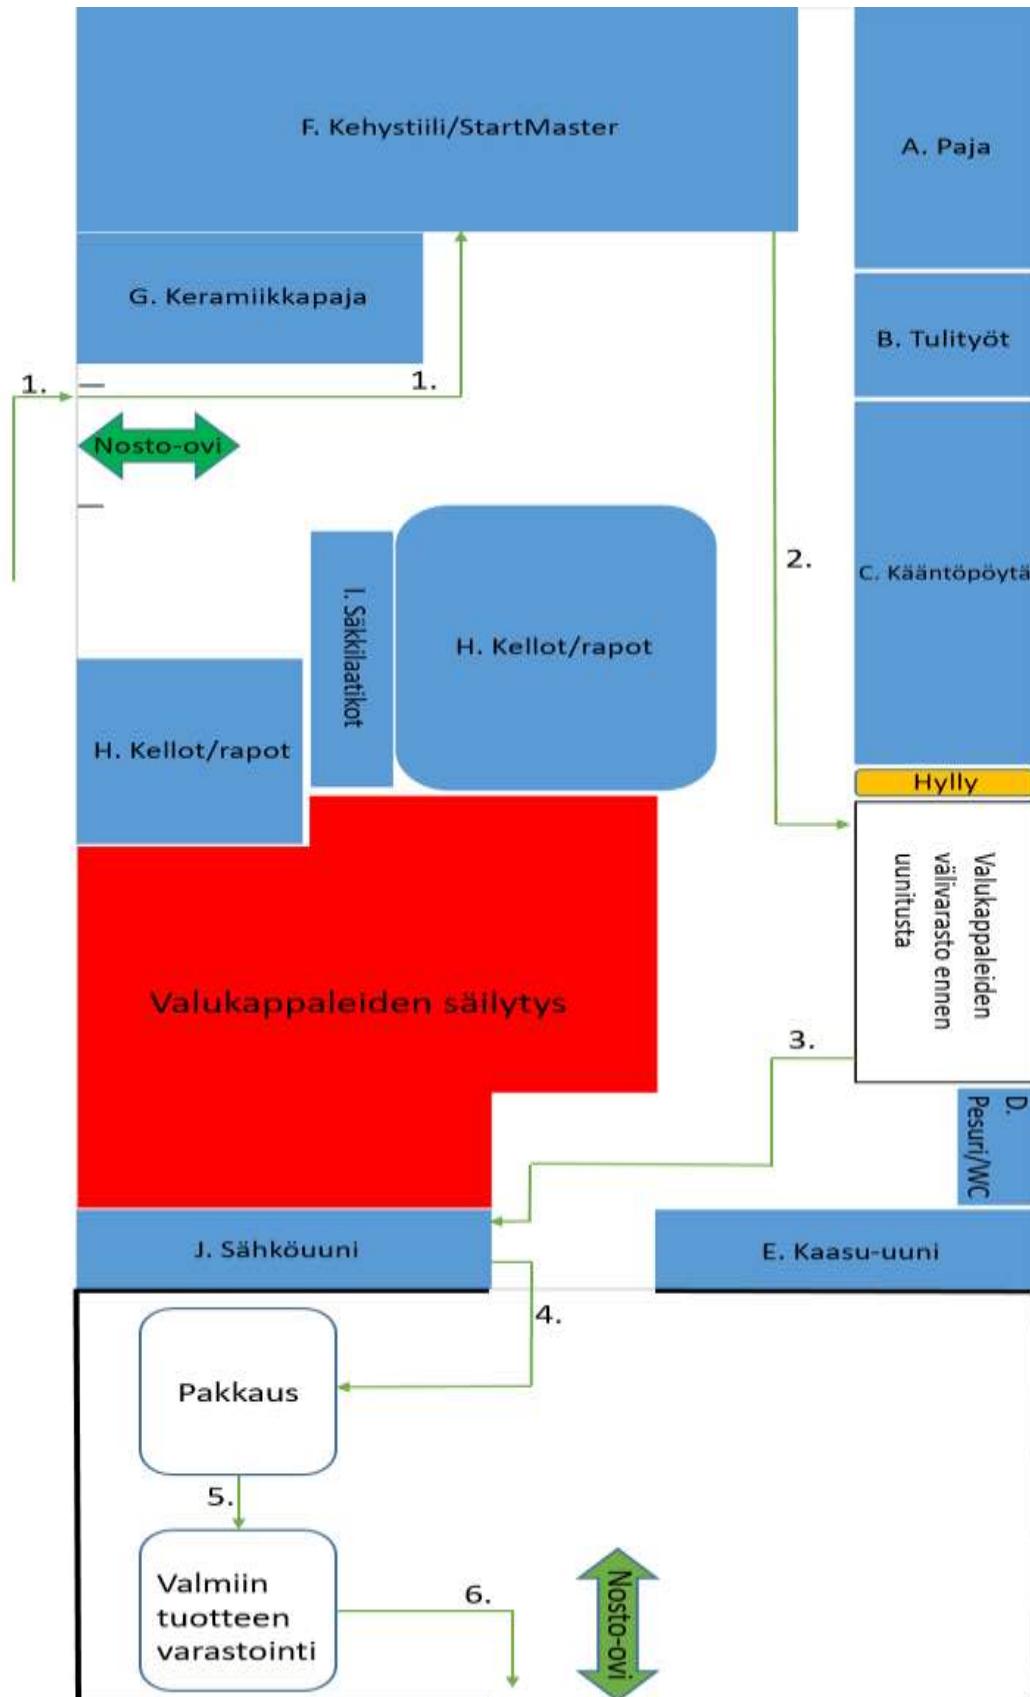 F. Kehystiili/StartMaster
A. Paja
G. Keramiikkapaja
B. Tulityöt
1.
1.
Nosto-ovi
2.
C. Kääntöpöytä
I. Säkkilaatikot
H. Kellot/rapot
H. Kellot/rapot
Hylly
Valukappaleiden
välivarasto ennen
uunitusta
Valukappaleiden säilytys
3.
D.
Pesuri/WC
J. Sähköuuni
E. Kaasu-uuni
4.
Pakkaus
5.
Valmiin
tuotteen
varastointi
6.
Nosto-ovi